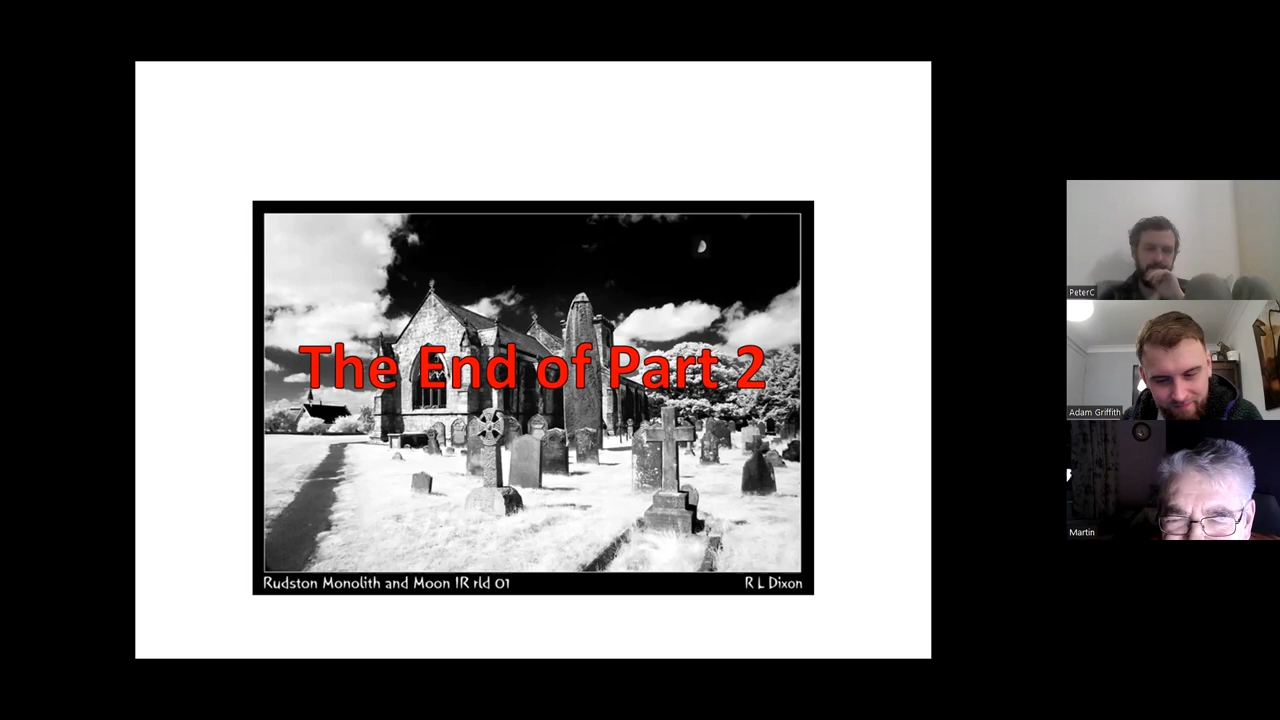 The End of Part 2
Rudston Monolith and Moon IR rld 01
R L Dixon
PeterC
Adam Griffith
Martin